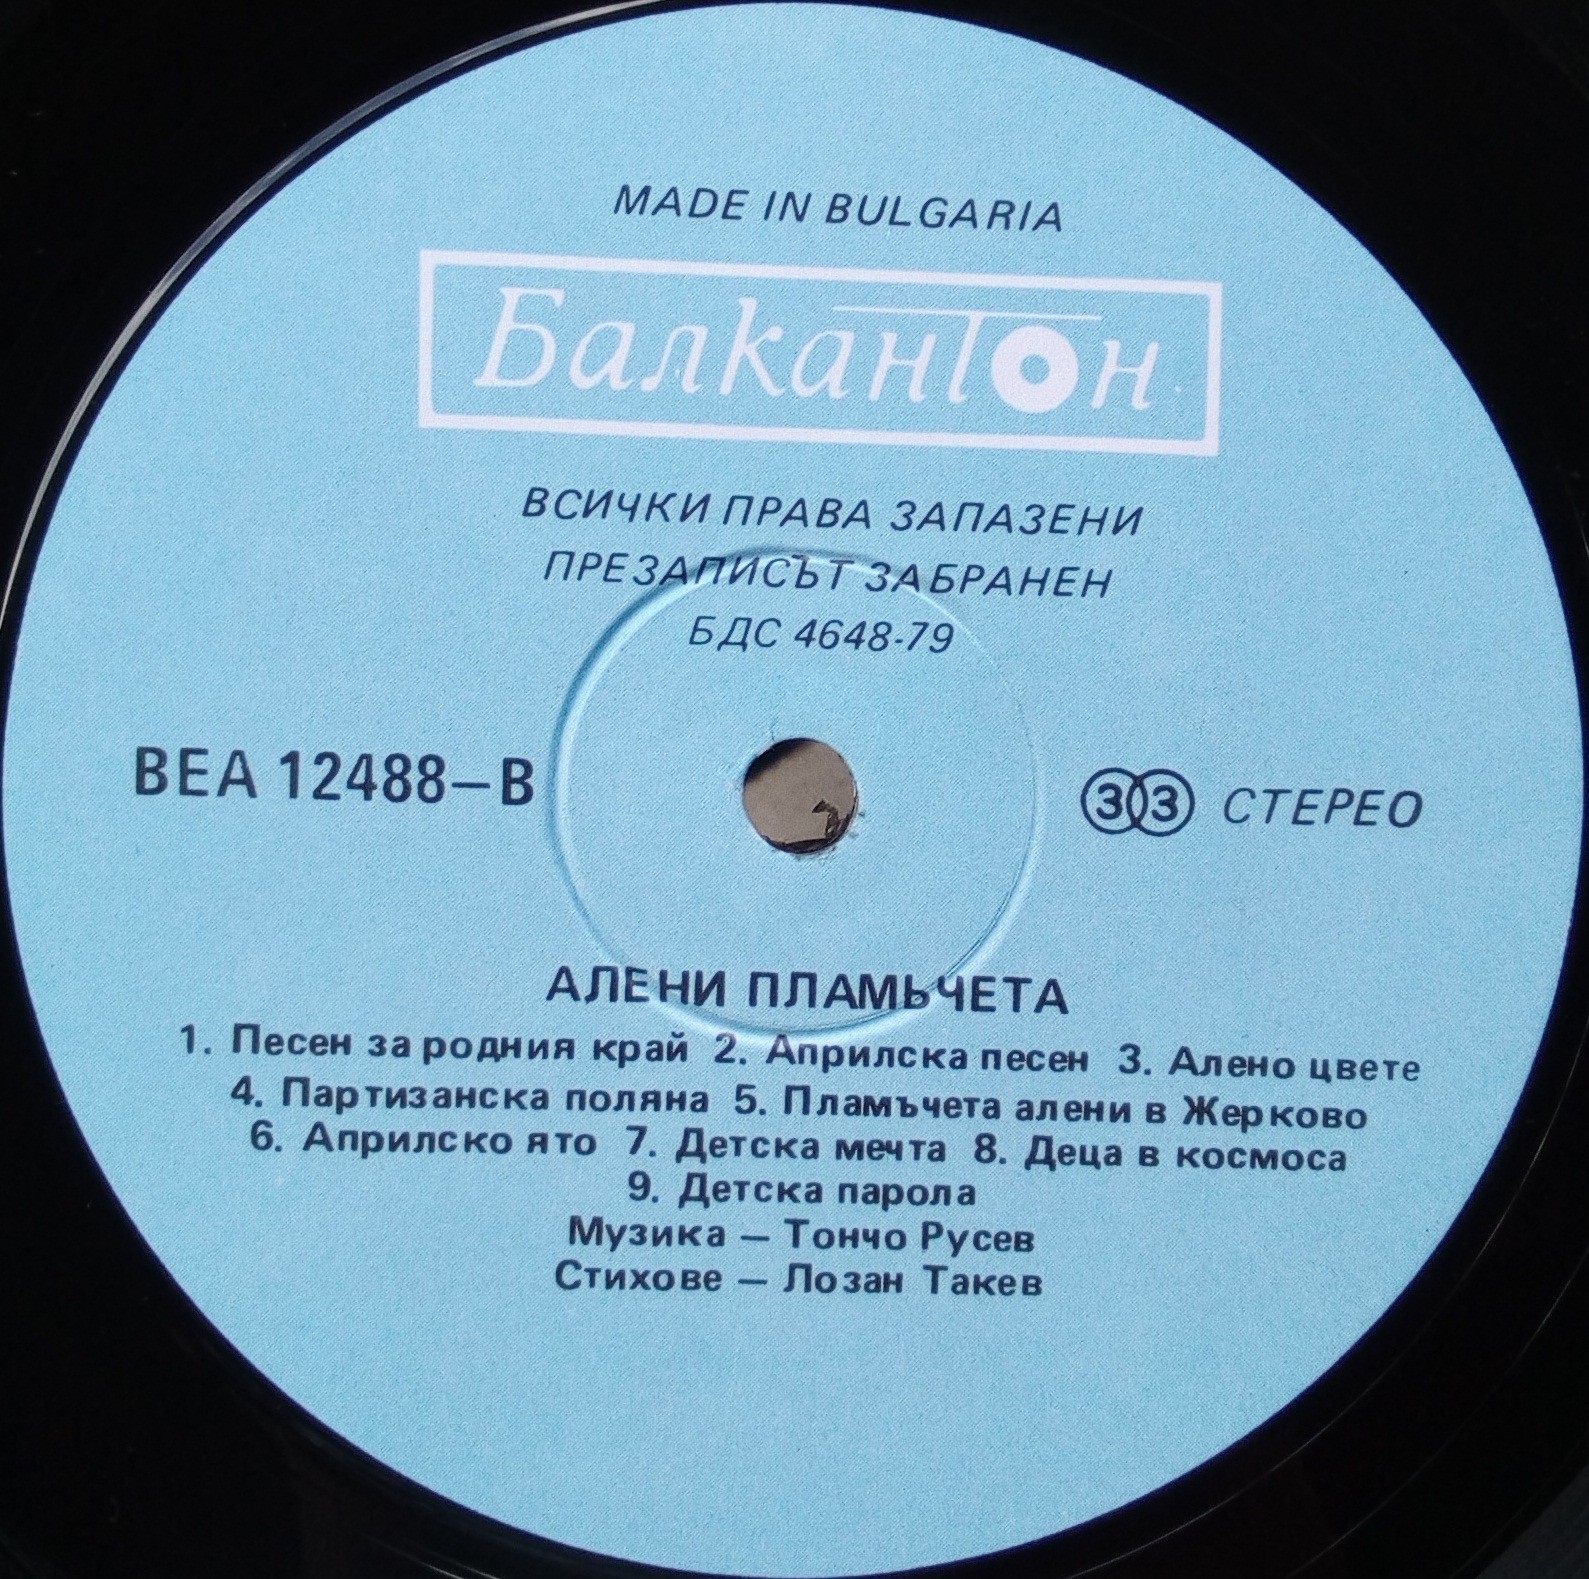 MADE IN BULGARIA
Балкантон
ВСИЧКИ ПРАВА ЗАПАЗЕНИ
ПРЕЗАПИСЪТ ЗАБРАНЕН
БДС 4648-79
ВЕА 12488–В
33 СТЕРЕО
АЛЕНИ ПЛАМЬЧЕТА
1. Песен за родния край 2. Априлска песен 3. Алено цвете
4. Партизанска поляна 5. Пламъчета алени в Жерково
6. Априлско ято 7. Детска мечта 8. Деца в космоса
9. Детска парола
Музика – Тончо Русев
Стихове – Лозан Такев